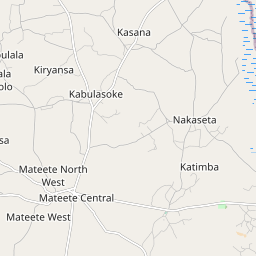 Kasana
Kiryansa
Kabulasoke
Nakaseta
Katimba
Mateete North
West
Mateete Central
Mateete West